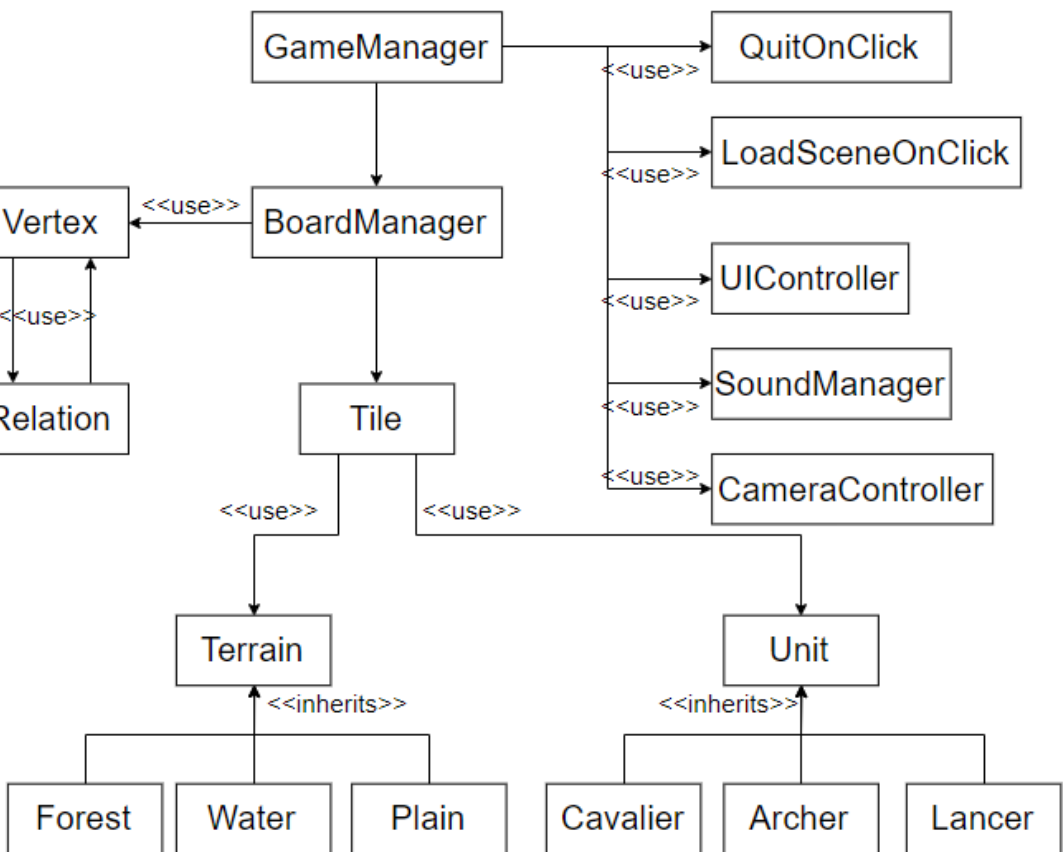 GameManager
QuitOnClick
<<use>>
LoadSceneOnClick
<<use>>
Vertex
<<use>>
BoardManager
UIController
<<use>>
<<use>>
SoundManager
<<use>>
Relation
Tile
<<use>>
CameraController
<<use>>
<<use>>
Terrain
Unit
<<inherits>>
<<inherits>>
Forest
Water
Plain
Cavalier
Archer
Lancer